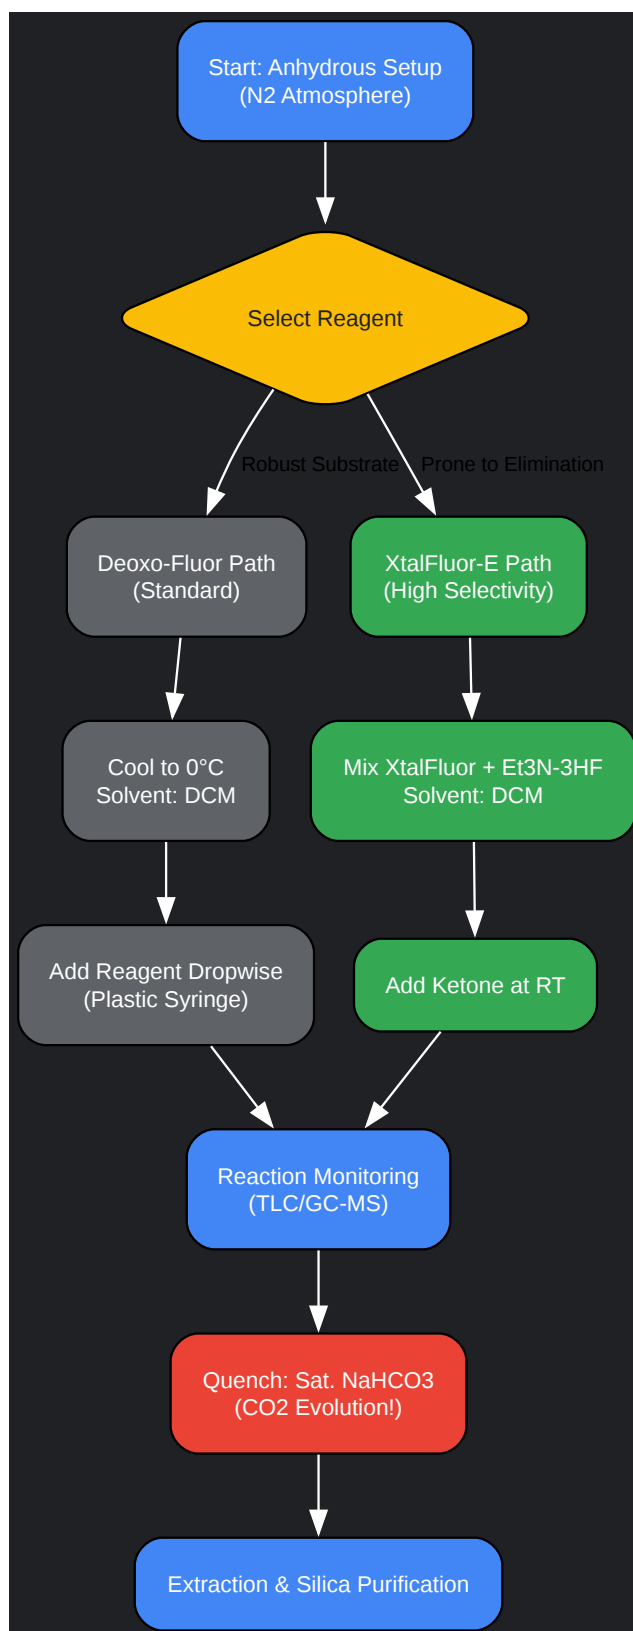 Start: Anhydrous Setup
(N2 Atmosphere)
Select Reagent
Robust Substrate
Prone to Elimination
Deoxo-Fluor Path
(Standard)
XtalFluor-E Path
(High Selectivity)
Cool to 0°C
Solvent: DCM
Mix XtalFluor + Et3N-3HF
Solvent: DCM
Add Reagent Dropwise
(Plastic Syringe)
Add Ketone at RT
Reaction Monitoring
(TLC/GC-MS)
Quench: Sat. NaHCO3
(CO2 Evolution!)
Extraction & Silica Purification